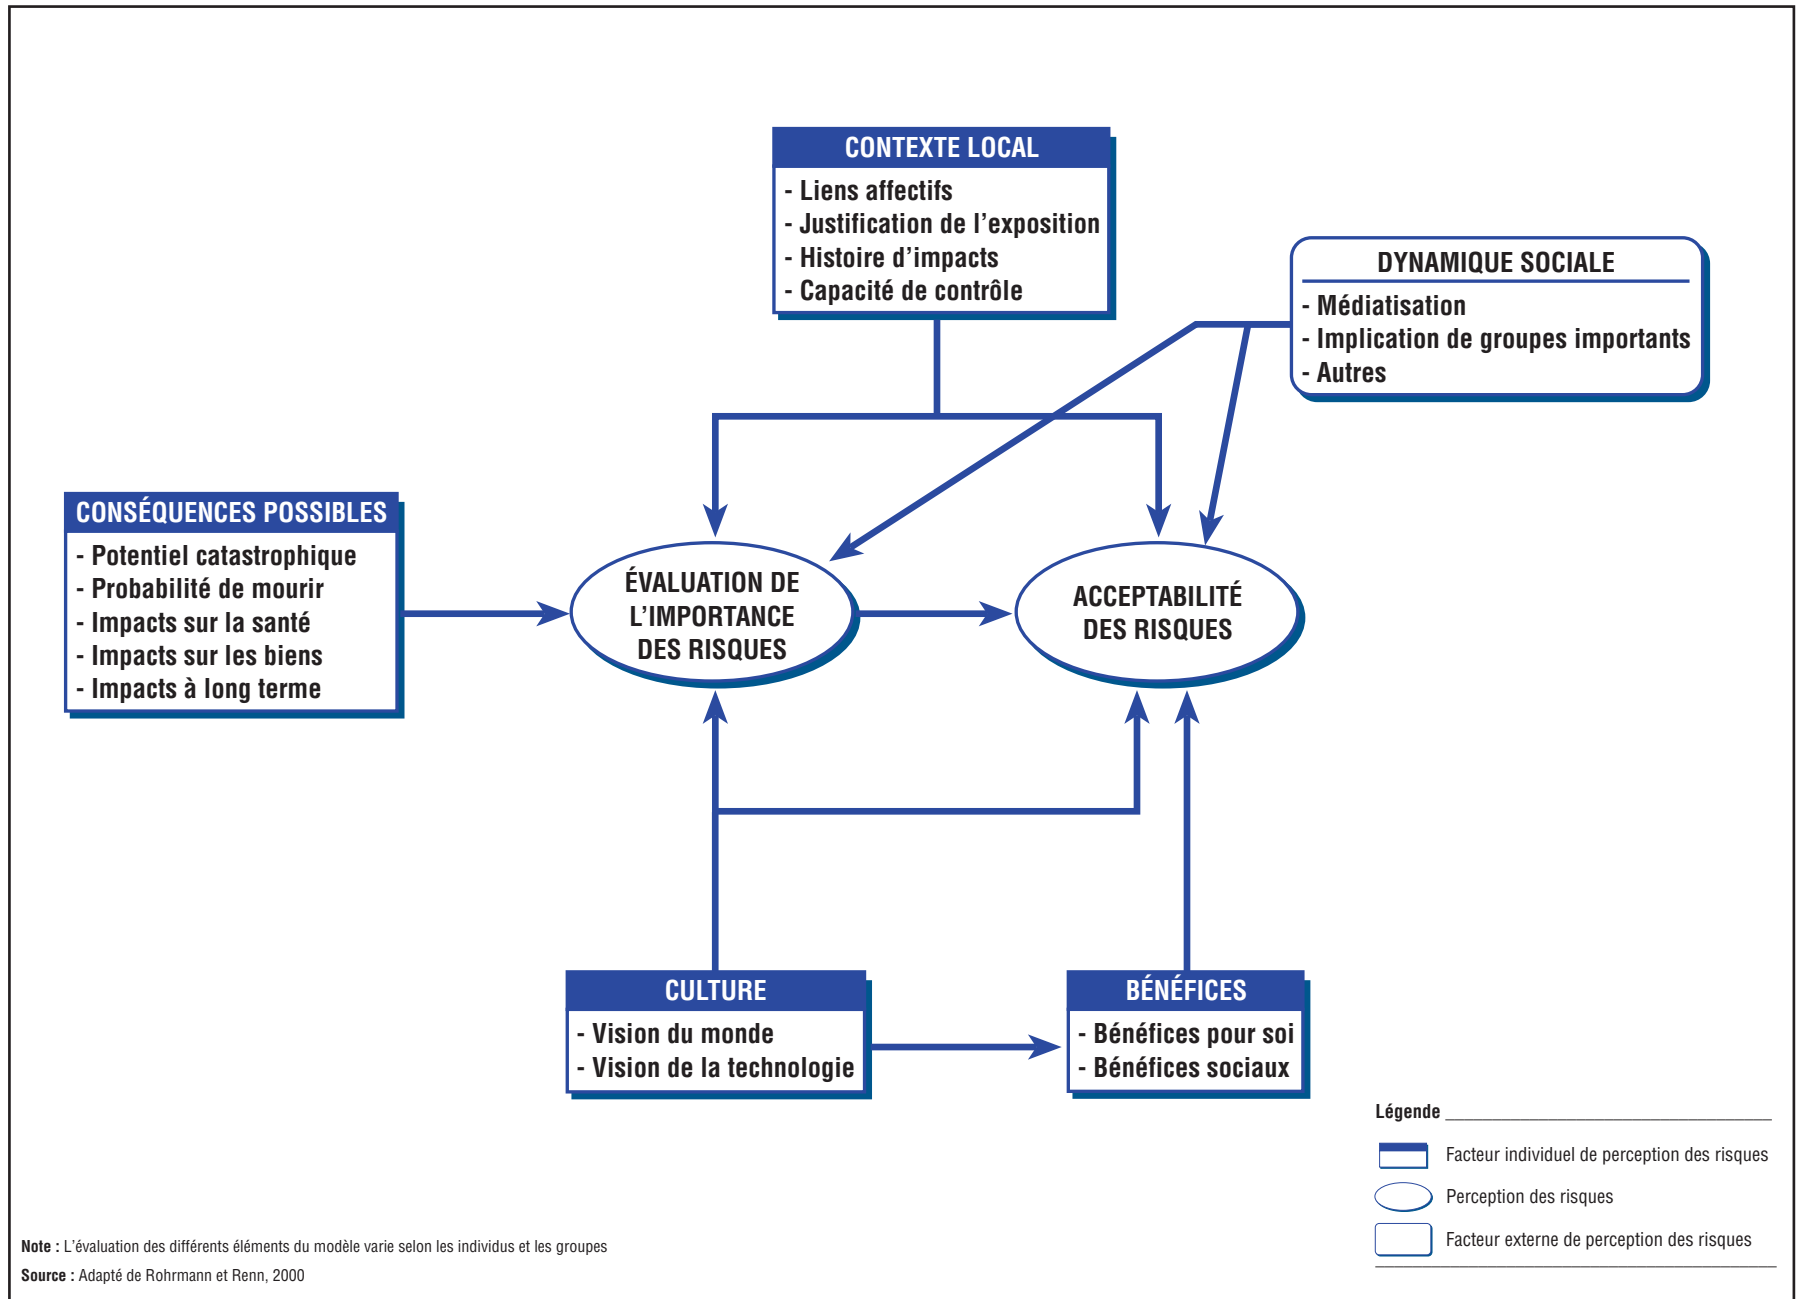 CONTEXTE LOCAL
- Liens affectifs
- Justification de l'exposition
- Histoire d'impacts
- Capacité de contrôle
DYNAMIQUE SOCIALE
- Médiatisation
- Implication de groupes importants
- Autres
CONSÉQUENCES POSSIBLES
- Potentiel catastrophique
- Probabilité de mourir
- Impacts sur la santé
- Impacts sur les biens
- Impacts à long terme
ÉVALUATION DE
L'IMPORTANCE
DES RISQUES
ACCEPTABILITÉ
DES RISQUES
CULTURE
- Vision du monde
- Vision de la technologie
BÉNÉFICES
- Bénéfices pour soi
- Bénéfices sociaux
Légende
Facteur individuel de perception des risques
Perception des risques
Facteur externe de perception des risques
Note : L'évaluation des différents éléments du modèle varie selon les individus et les groupes
Source : Adapté de Rohrmann et Renn, 2000